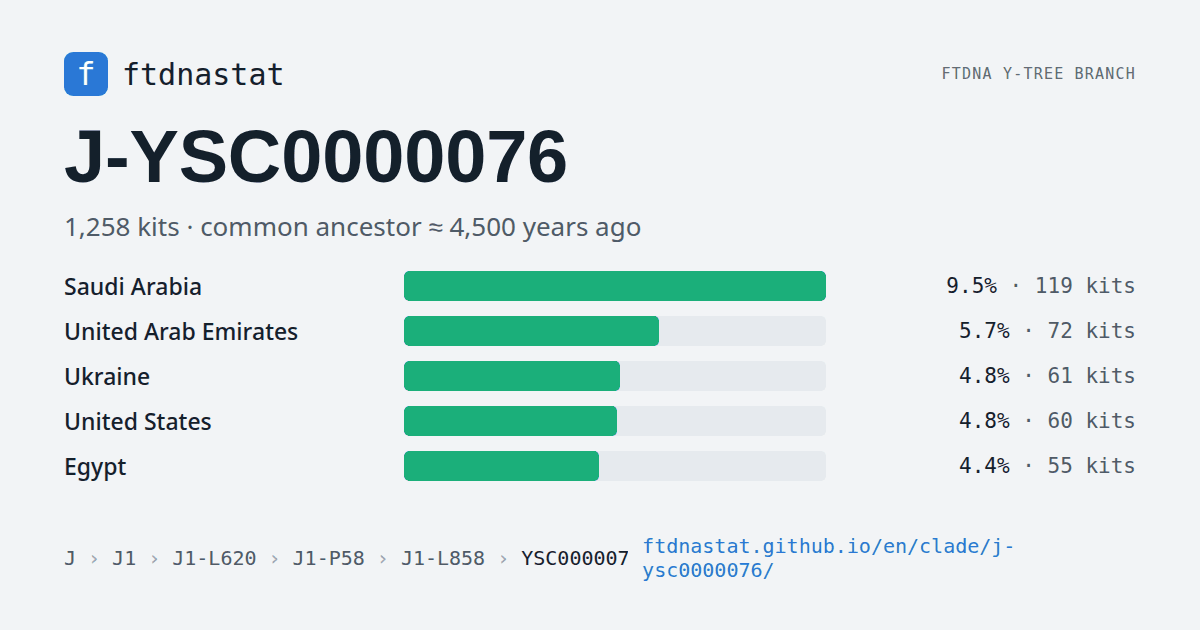 f ftdnastat
FTDNA Y-TREE BRANCH
J-YSC0000076
1,258 kits · common ancestor ≈ 4,500 years ago
Saudi Arabia 9.5% · 119 kits
United Arab Emirates 5.7% · 72 kits
Ukraine 4.8% · 61 kits
United States 4.8% · 60 kits
Egypt 4.4% · 55 kits
J › J1 › J1-L620 › J1-P58 › J1-L858 › YSC000007
ftdnastat.github.io/en/clade/j-
ysc0000076/